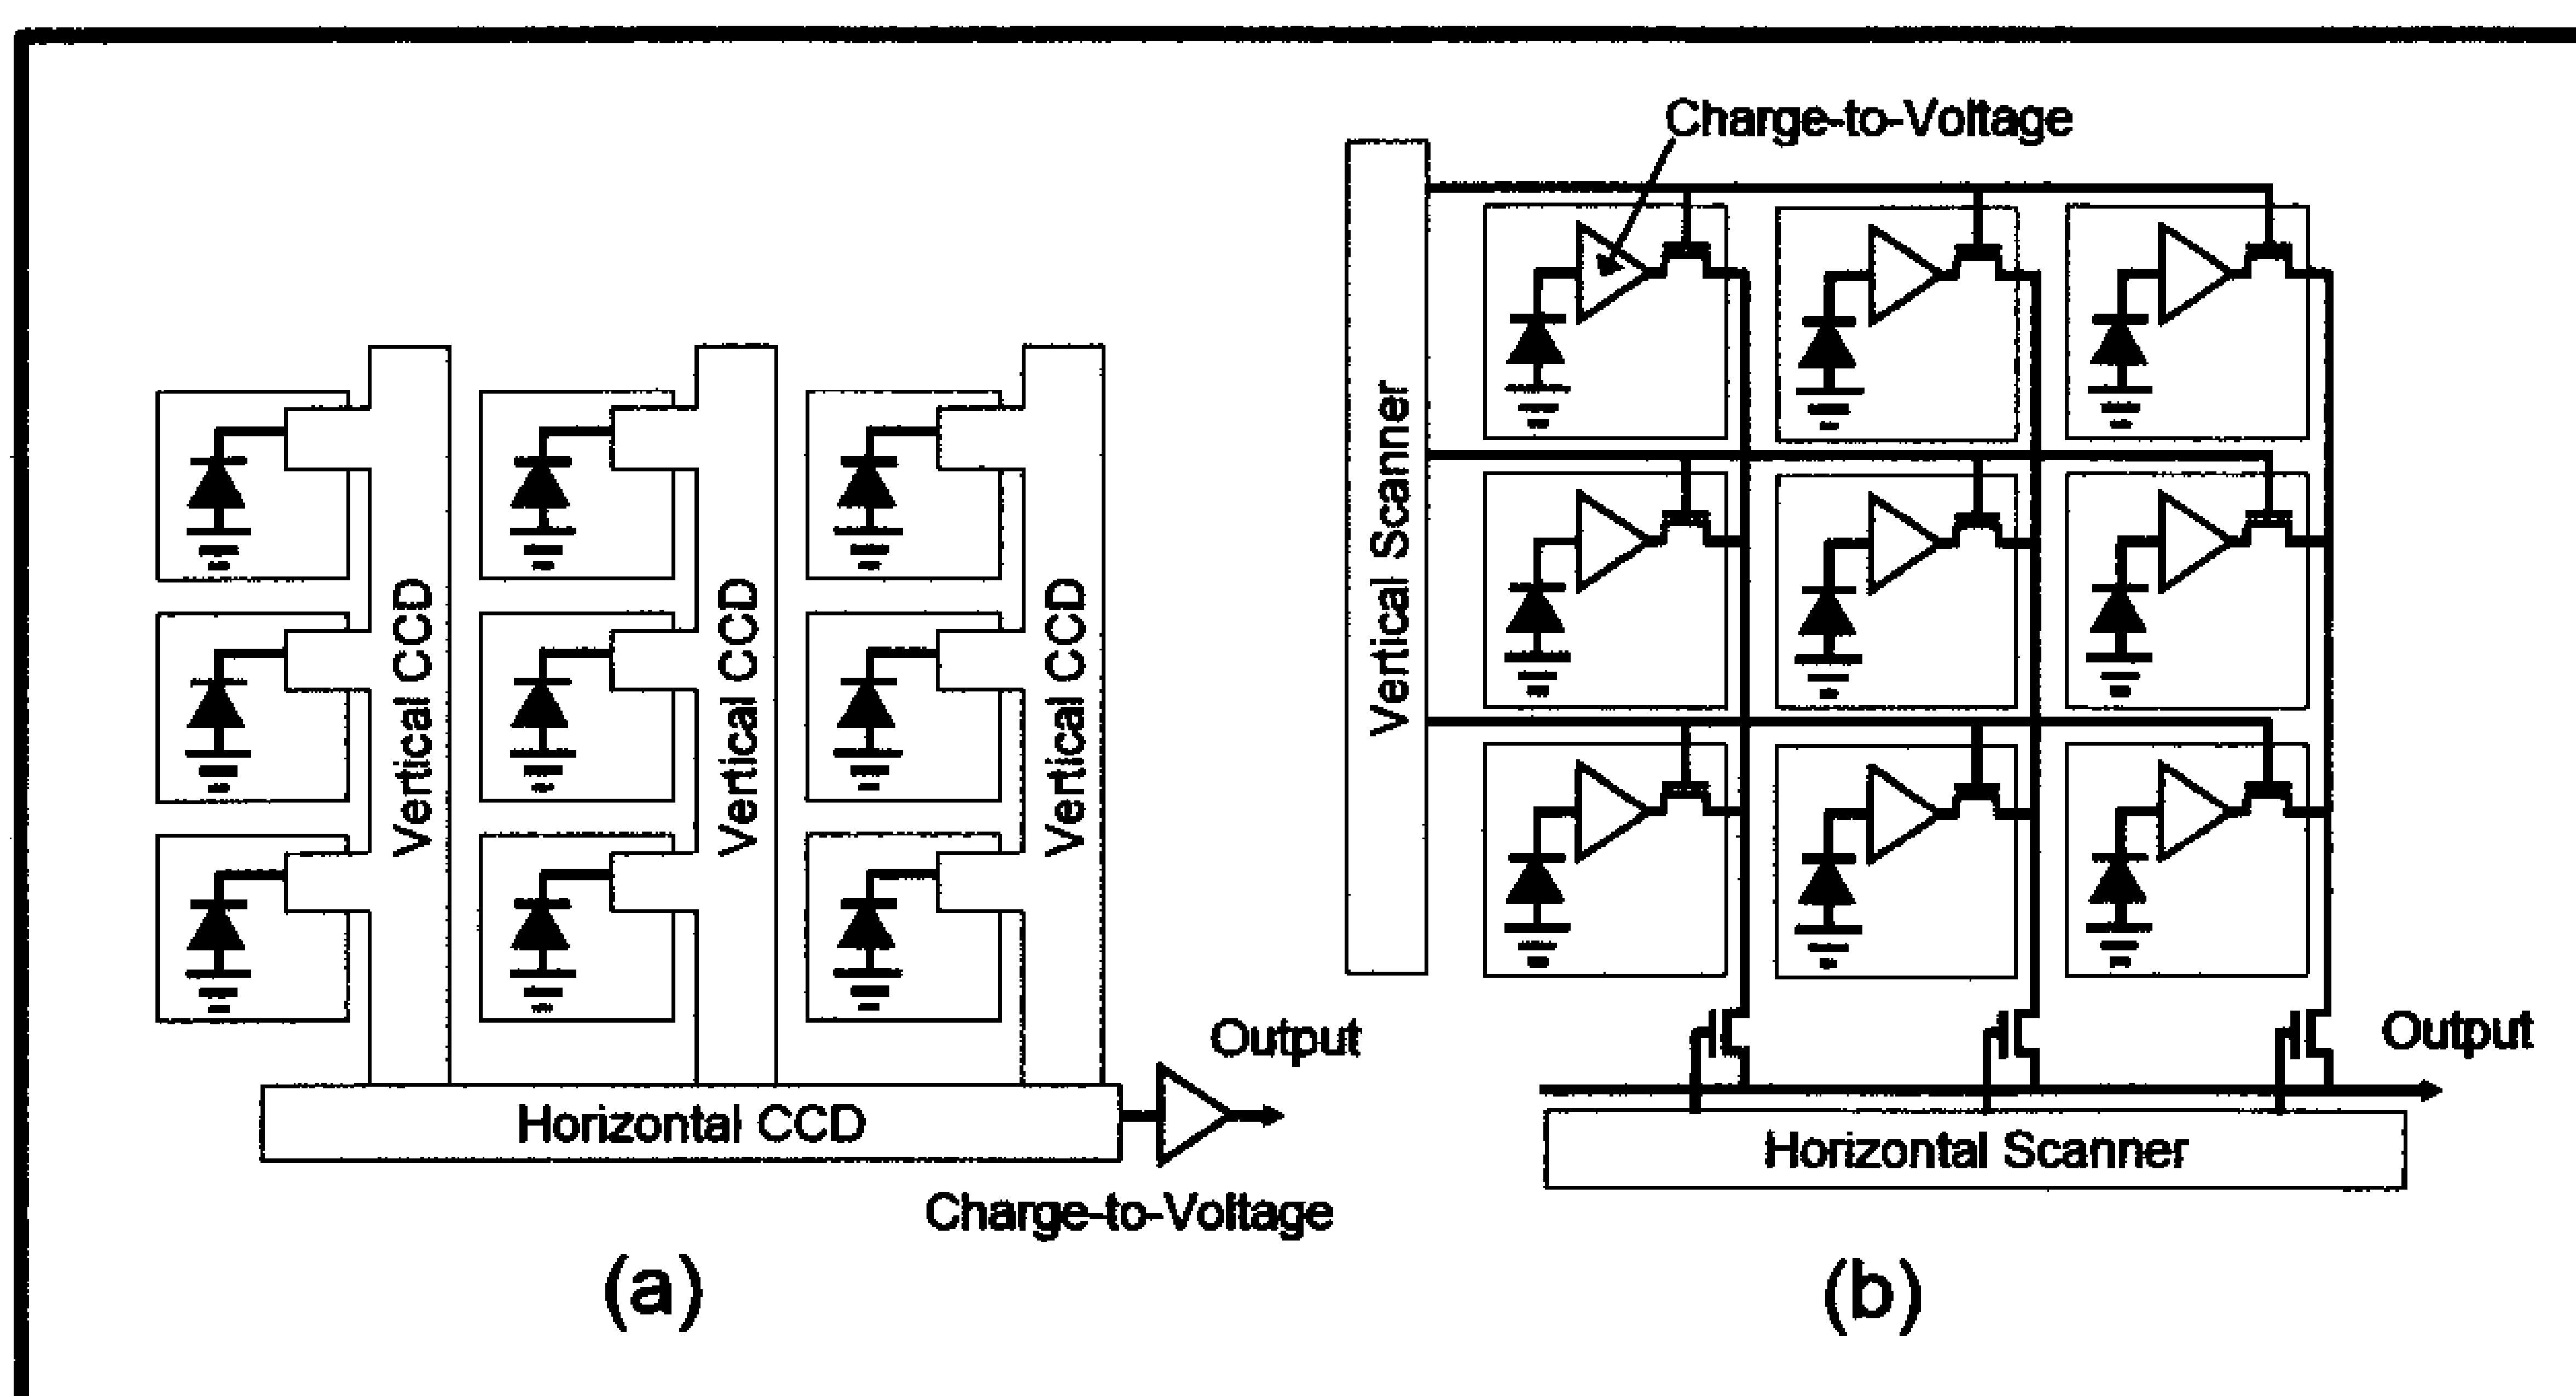 Vertical CCD
Vertical CCD
Vertical CCD
Horizontal CCD
Output
Charge-to-Voltage
(a)
Charge-to-Voltage
Vertical Scanner
Output
Horizontal Scanner
(b)